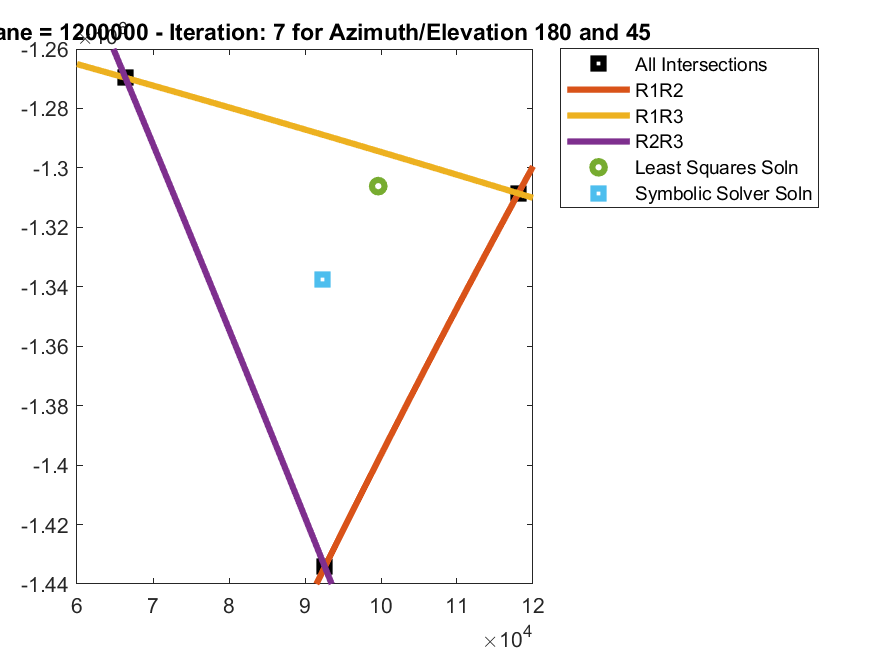 ane = 1200000 - Iteration: 7 for Azimuth/Elevation 180 and 45
×10⁶
-1.26
-1.28
-1.3
-1.32
-1.34
-1.36
-1.38
-1.4
-1.42
-1.44
6 7 8 9 10 11 12
×10⁴
All Intersections
R1R2
R1R3
R2R3
Least Squares Soln
Symbolic Solver Soln